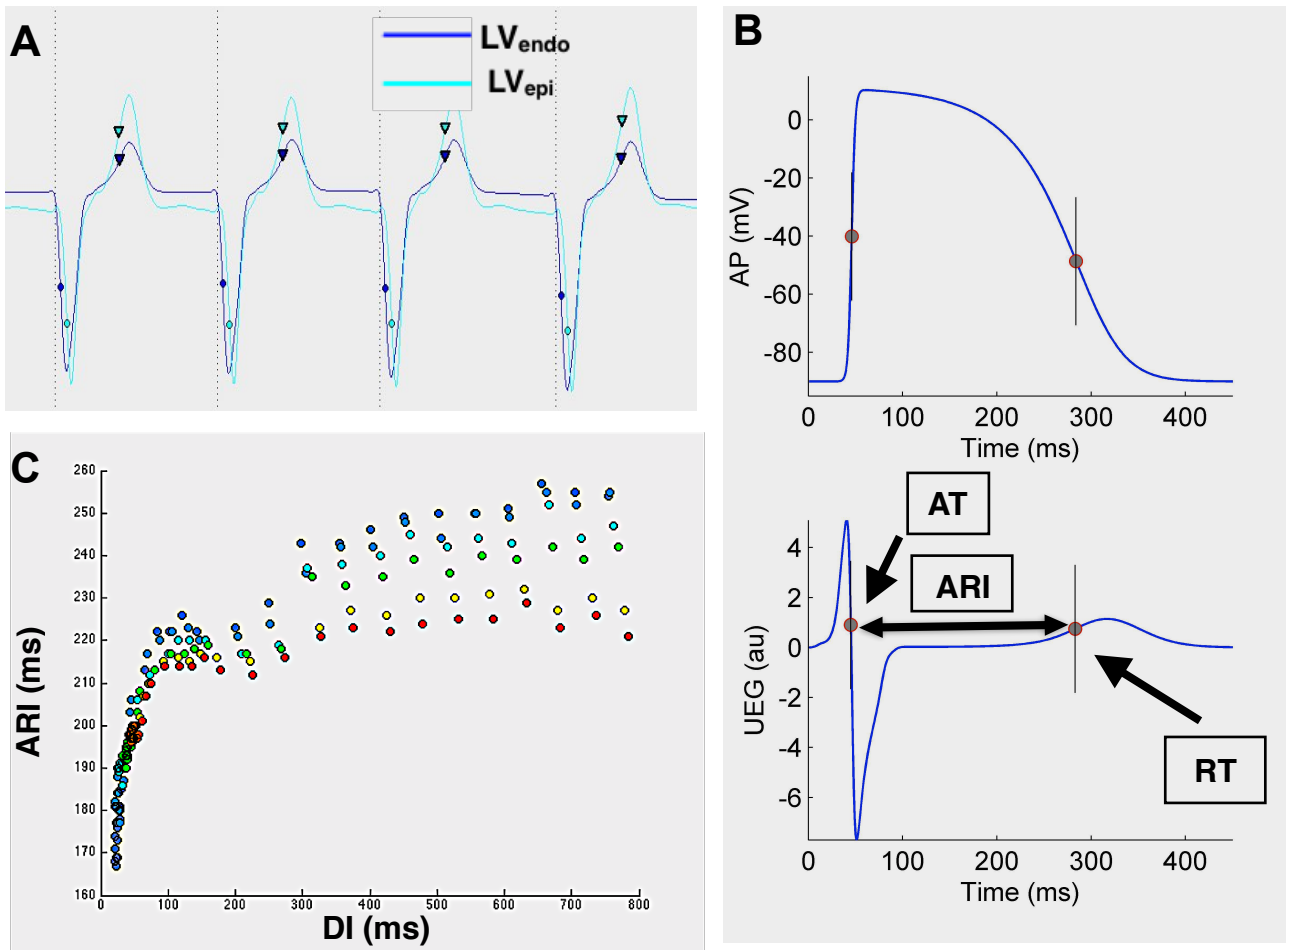 A
LVendo
LVepi
B
0
-20
-40
-60
-80
AP (mV)
0 100 200 300 400
Time (ms)
AT
ARI
RT
4
2
0
-2
-4
-6
UEG (au)
0 100 200 300 400
Time (ms)
C
260
250
240
230
220
210
200
190
180
170
160
ARI (ms)
0 100 200 300 400 500 600 700 800
DI (ms)